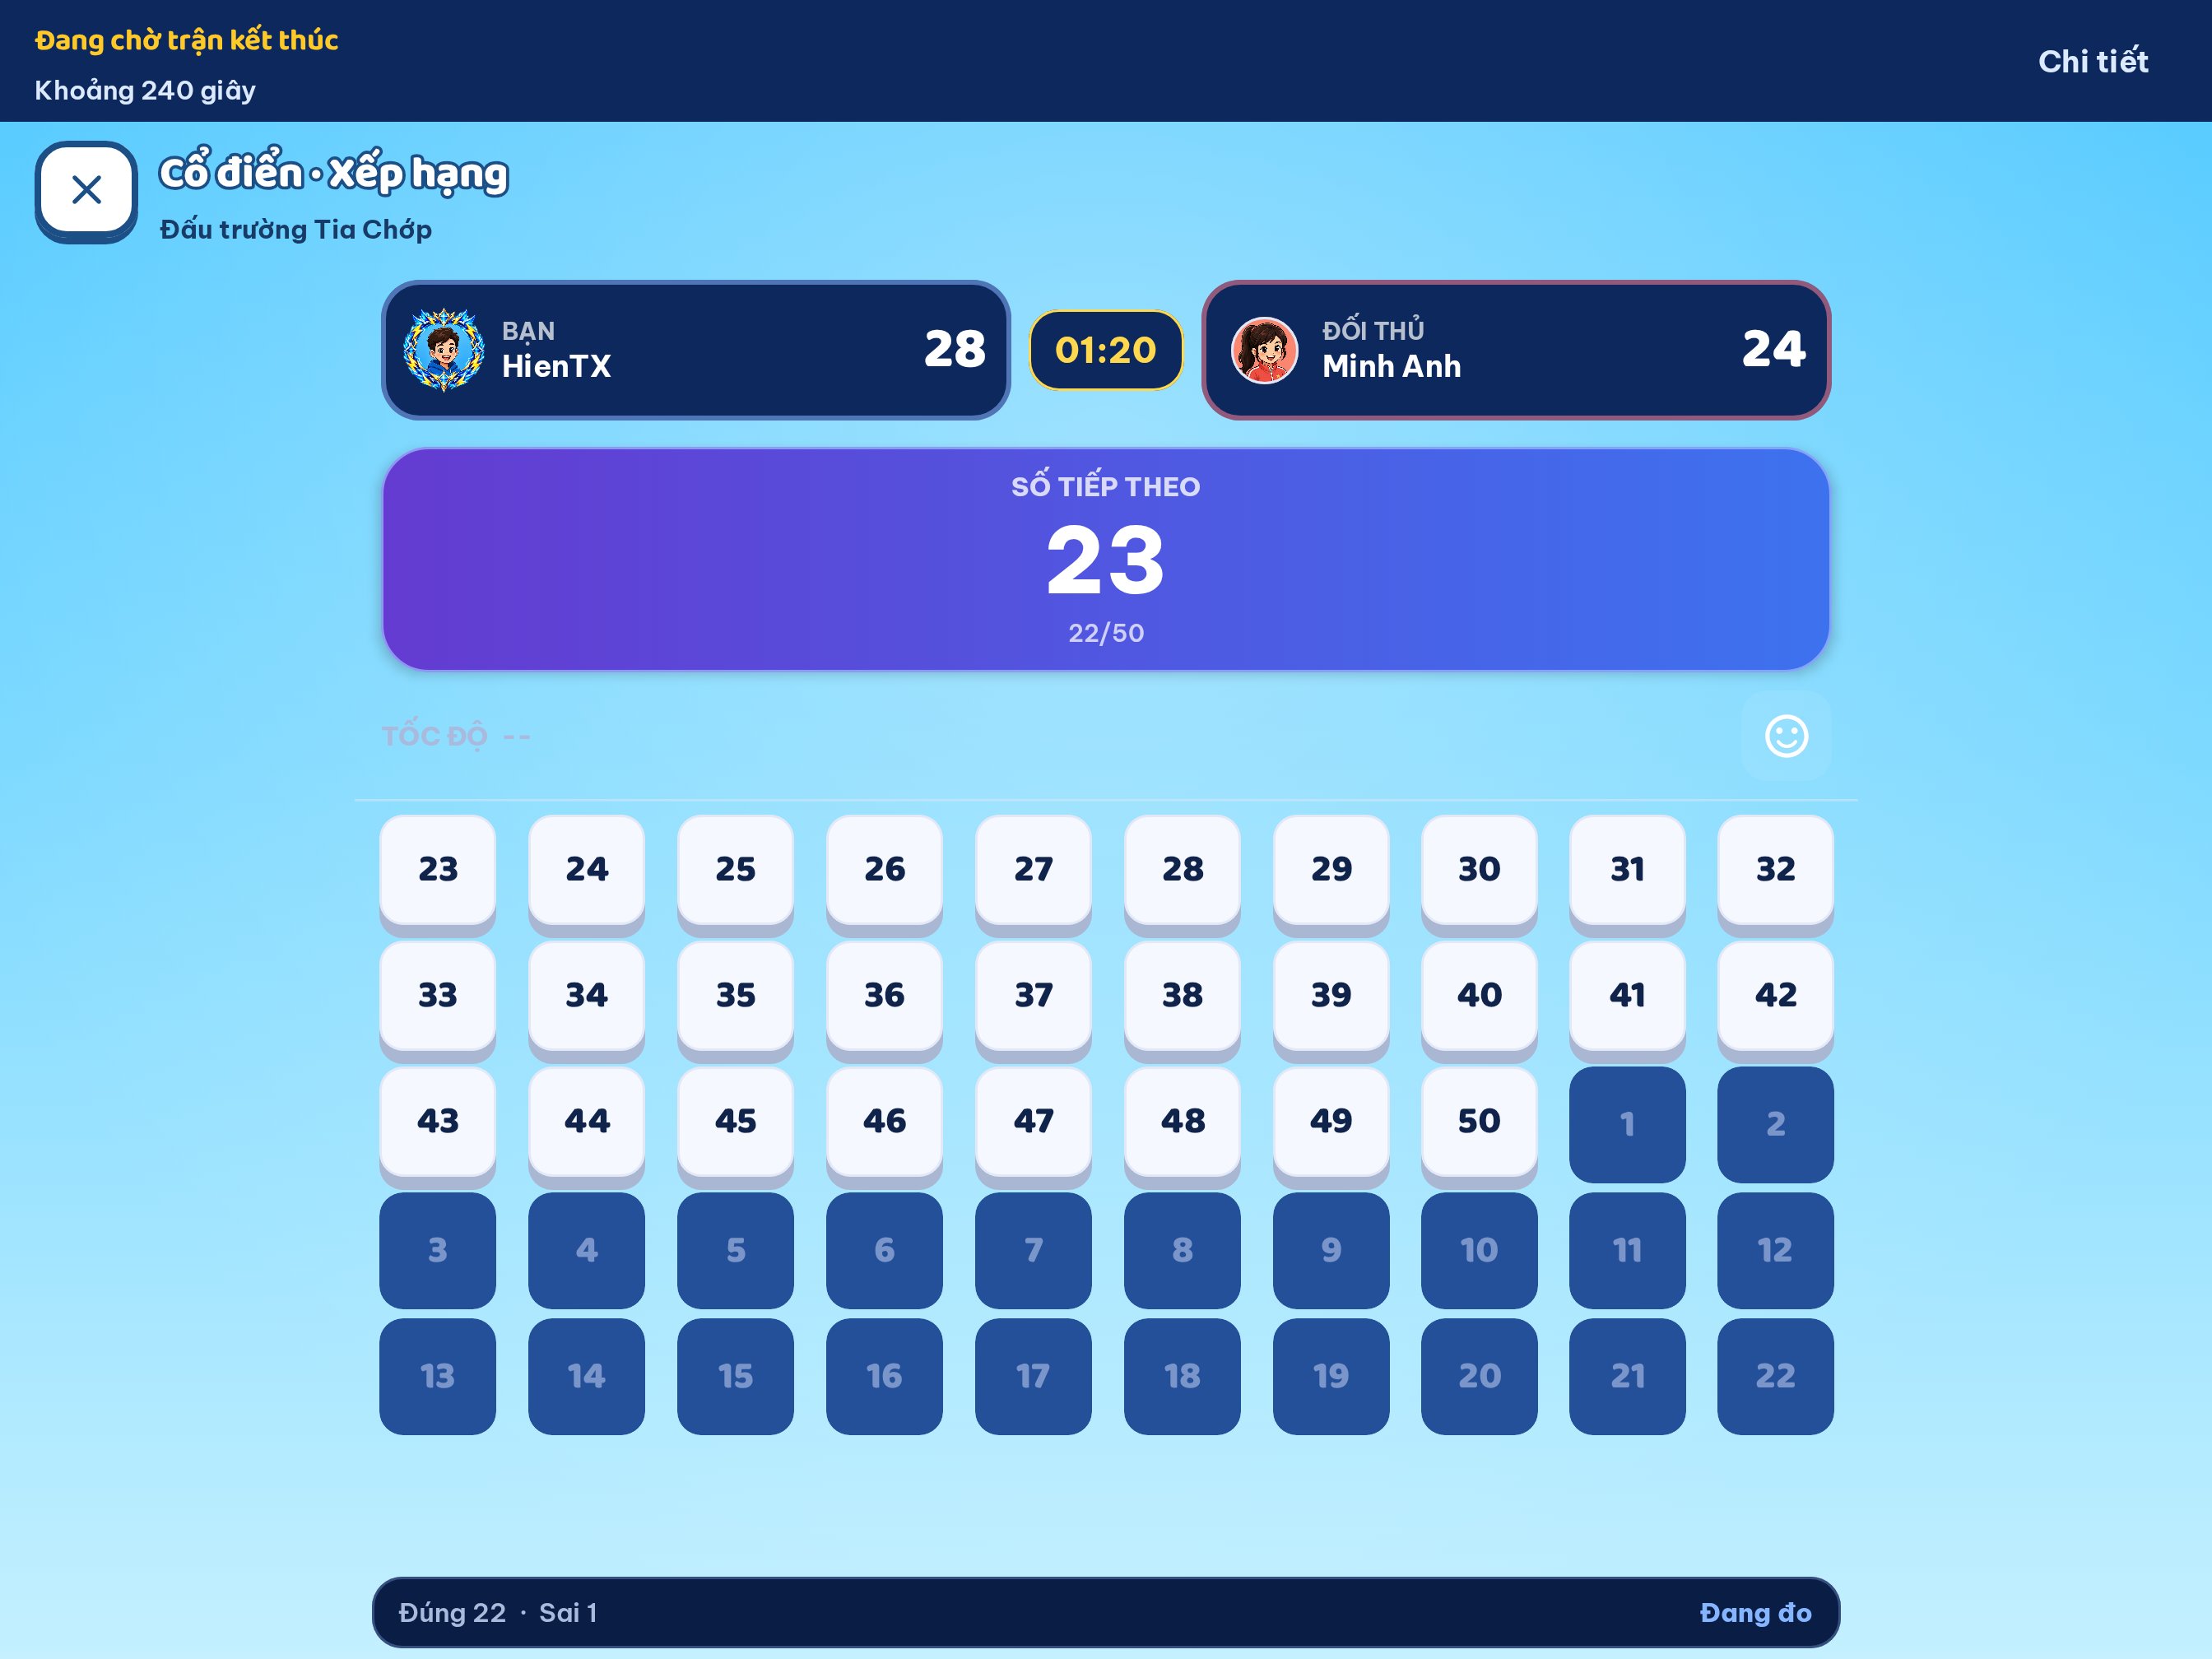 Đang chờ trận kết thúc
Khoảng 240 giây
Chi tiết
Cổ điển · Xếp hạng
Đấu trường Tia Chớp
BẠN
HienTX
28
01:20
ĐỐI THỦ
Minh Anh
24
SỐ TIẾP THEO
23
22/50
TỐC ĐỘ --
23 24 25 26 27 28 29 30 31 32
33 34 35 36 37 38 39 40 41 42
43 44 45 46 47 48 49 50 1 2
3 4 5 6 7 8 9 10 11 12
13 14 15 16 17 18 19 20 21 22
Đúng 22 · Sai 1
Đang đo